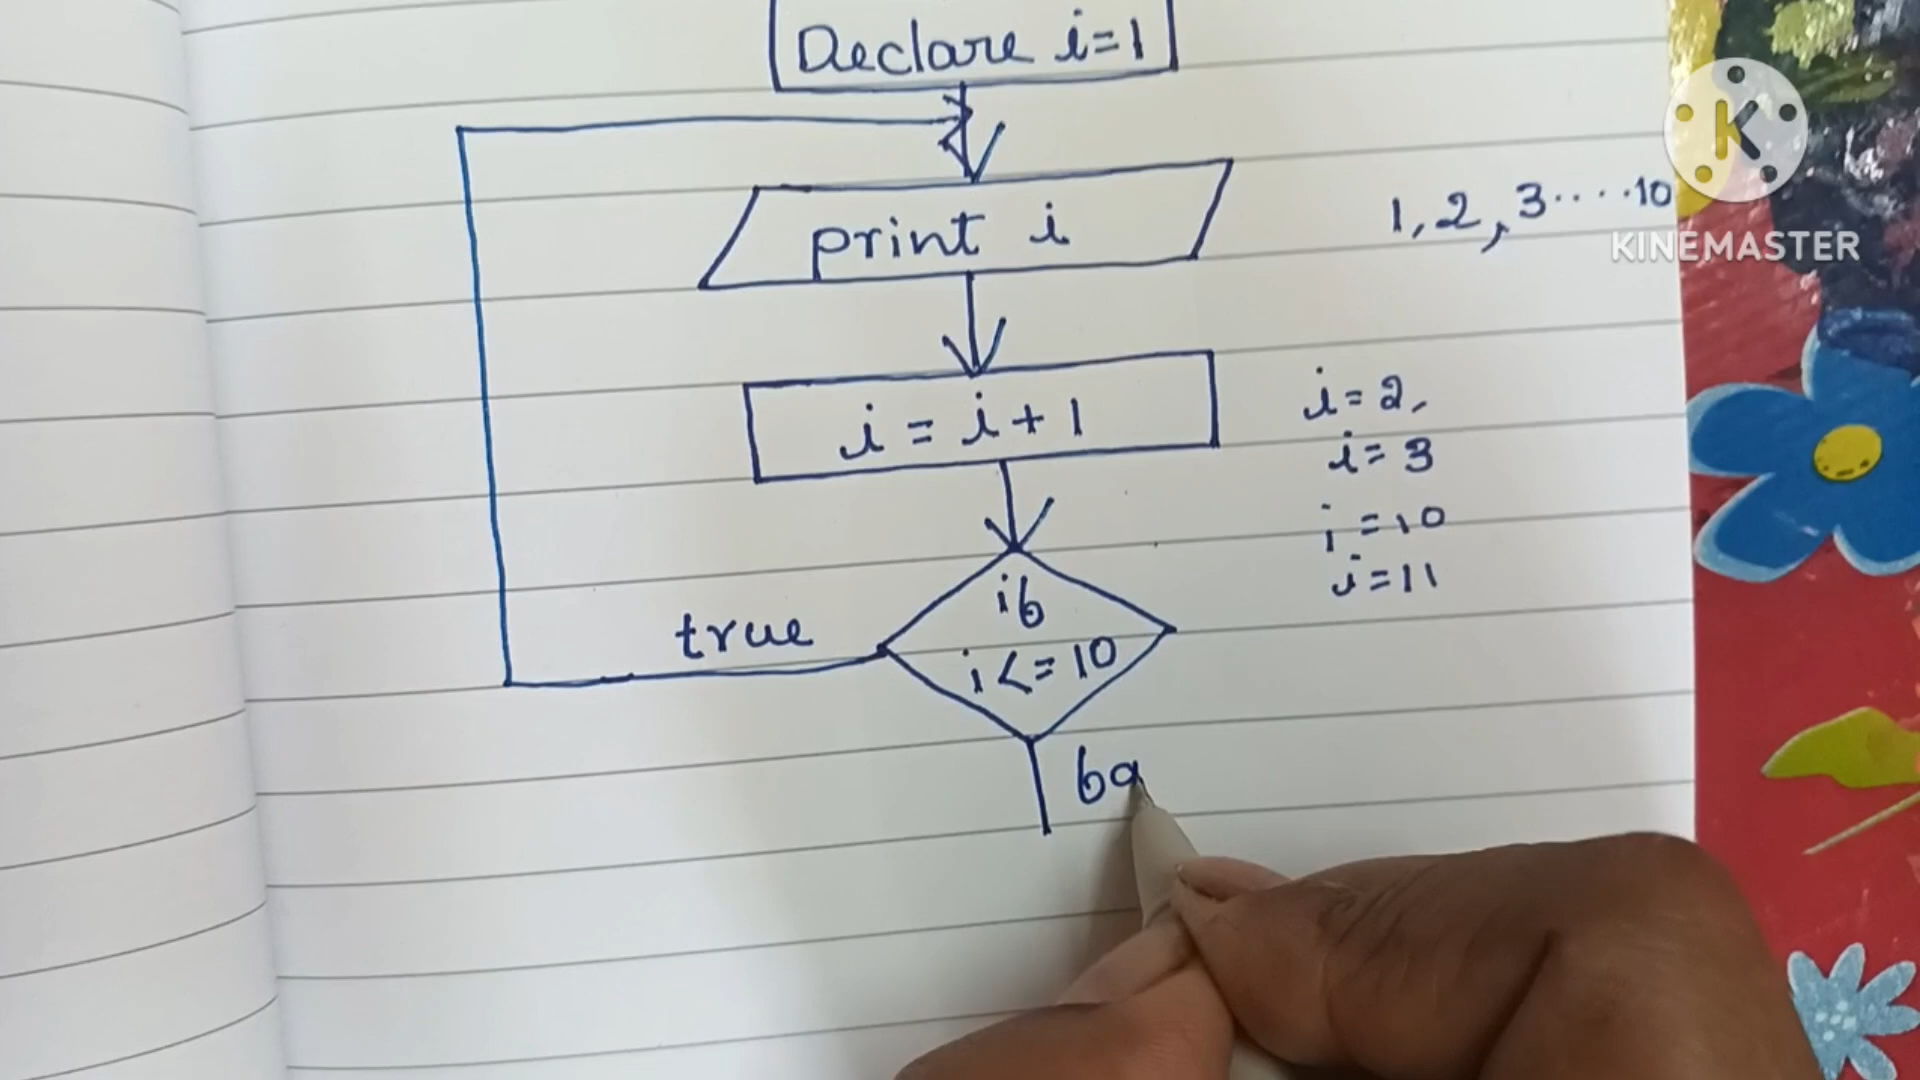 Declare i=1
print i
1, 2, 3.....10
KINEMASTER
i = i + 1
i=2,
i=3
i=10
i=11
if
i<=10
true
fa